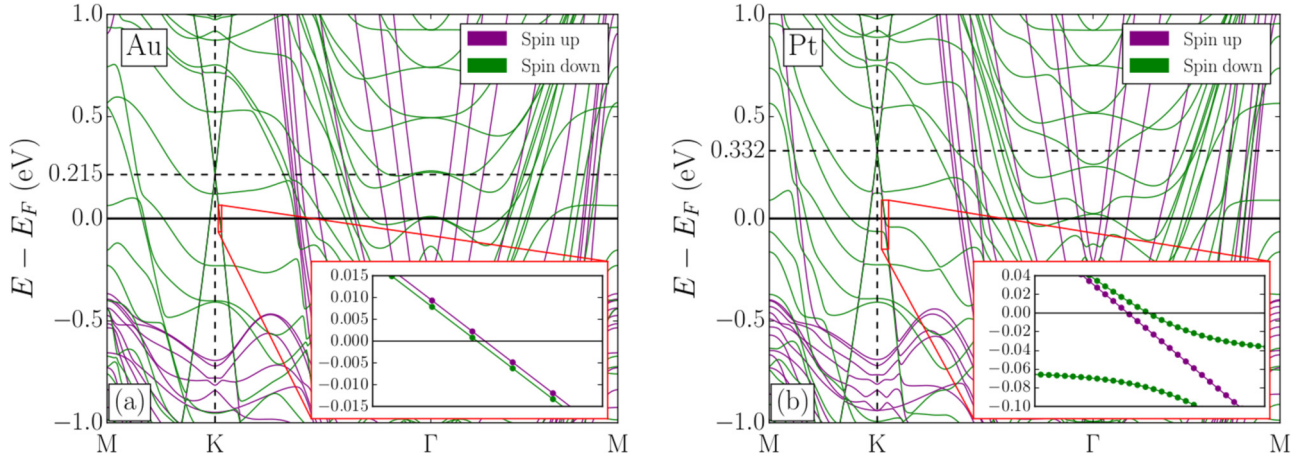 1.0
Au
Spin up
Spin down
0.5
0.215
0.0
−0.5
−1.0
E − E_F (eV)
0.015
0.010
0.005
0.000
−0.005
−0.010
−0.015
(a)
M
K
Γ
M
1.0
Pt
Spin up
Spin down
0.5
0.332
0.0
−0.5
−1.0
E − E_F (eV)
0.04
0.02
0.00
−0.02
−0.04
−0.06
−0.08
−0.10
(b)
M
K
Γ
M